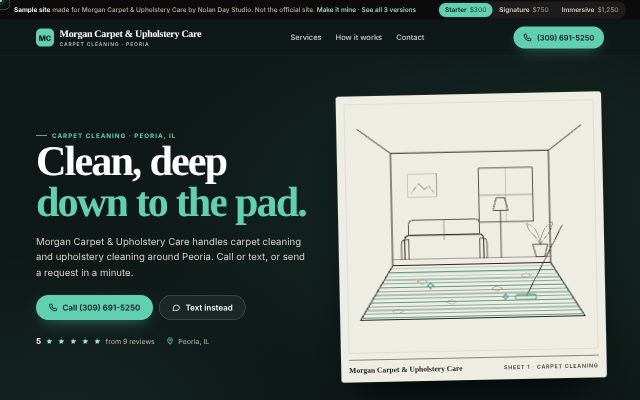 Sample site made for Morgan Carpet & Upholstery Care by Nolan Day Studio. Not the official site. Make it mine · See all 3 versions
Starter $300 Signature $750 Immersive $1,250
MC Morgan Carpet & Upholstery Care
CARPET CLEANING · PEORIA
Services How it works Contact
(309) 691-5250
CARPET CLEANING · PEORIA, IL
Clean, deep
down to the pad.
Morgan Carpet & Upholstery Care handles carpet cleaning
and upholstery cleaning around Peoria. Call or text, or send
a request in a minute.
Call (309) 691-5250 Text instead
5 ★ ★ ★ ★ ★ from 9 reviews Peoria, IL
Morgan Carpet & Upholstery Care SHEET 1 · CARPET CLEANING